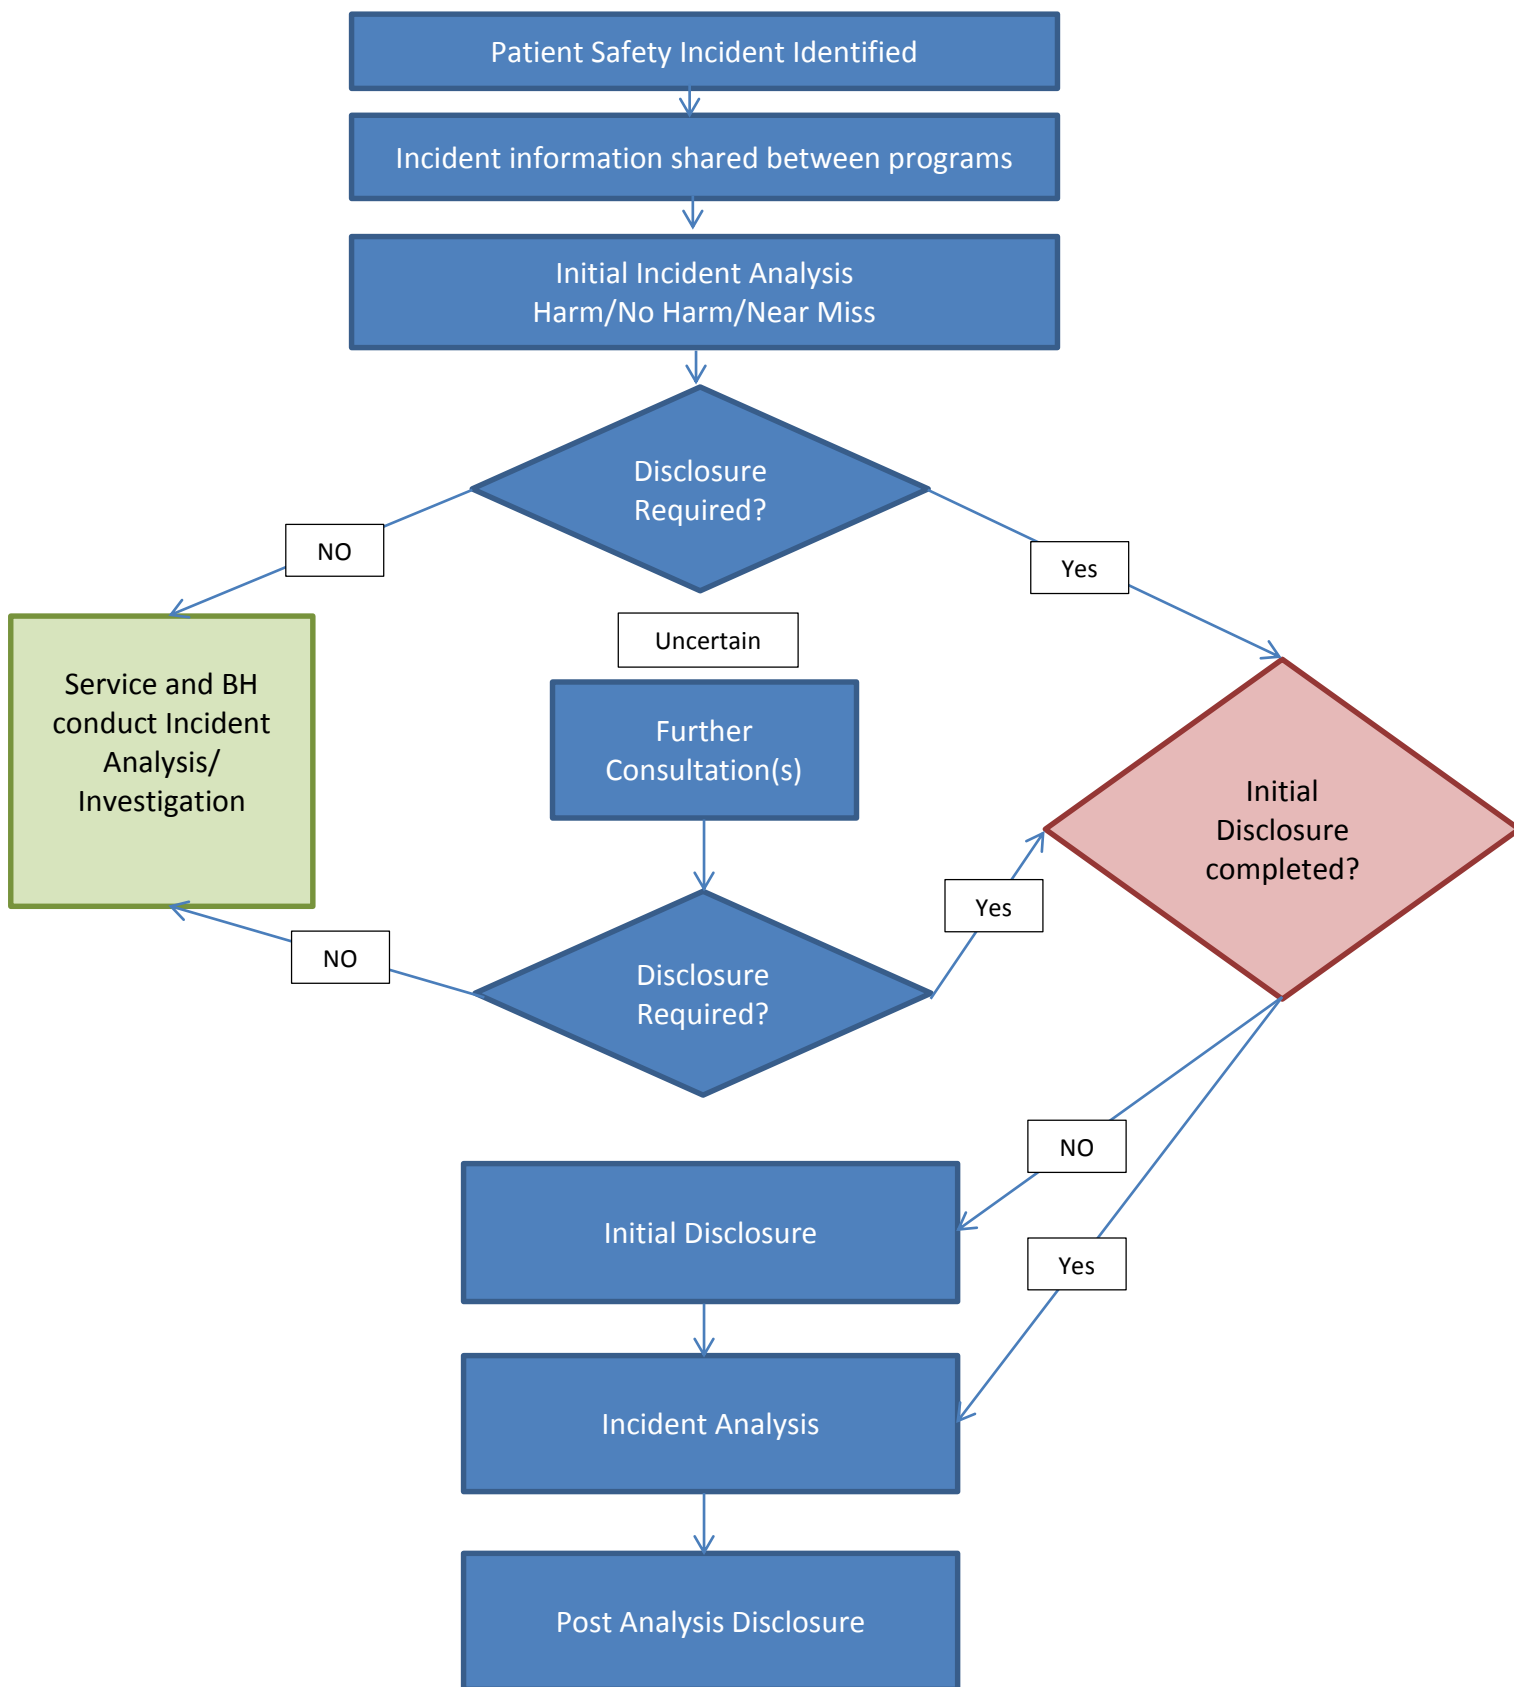 Patient Safety Incident Identified
Incident information shared between programs
Initial Incident Analysis
Harm/No Harm/Near Miss
Disclosure
Required?
NO
Yes
Uncertain
Service and BH
conduct Incident
Analysis/
Investigation
Further
Consultation(s)
Initial
Disclosure
completed?
Yes
NO
Disclosure
Required?
NO
Initial Disclosure
Yes
Incident Analysis
Post Analysis Disclosure